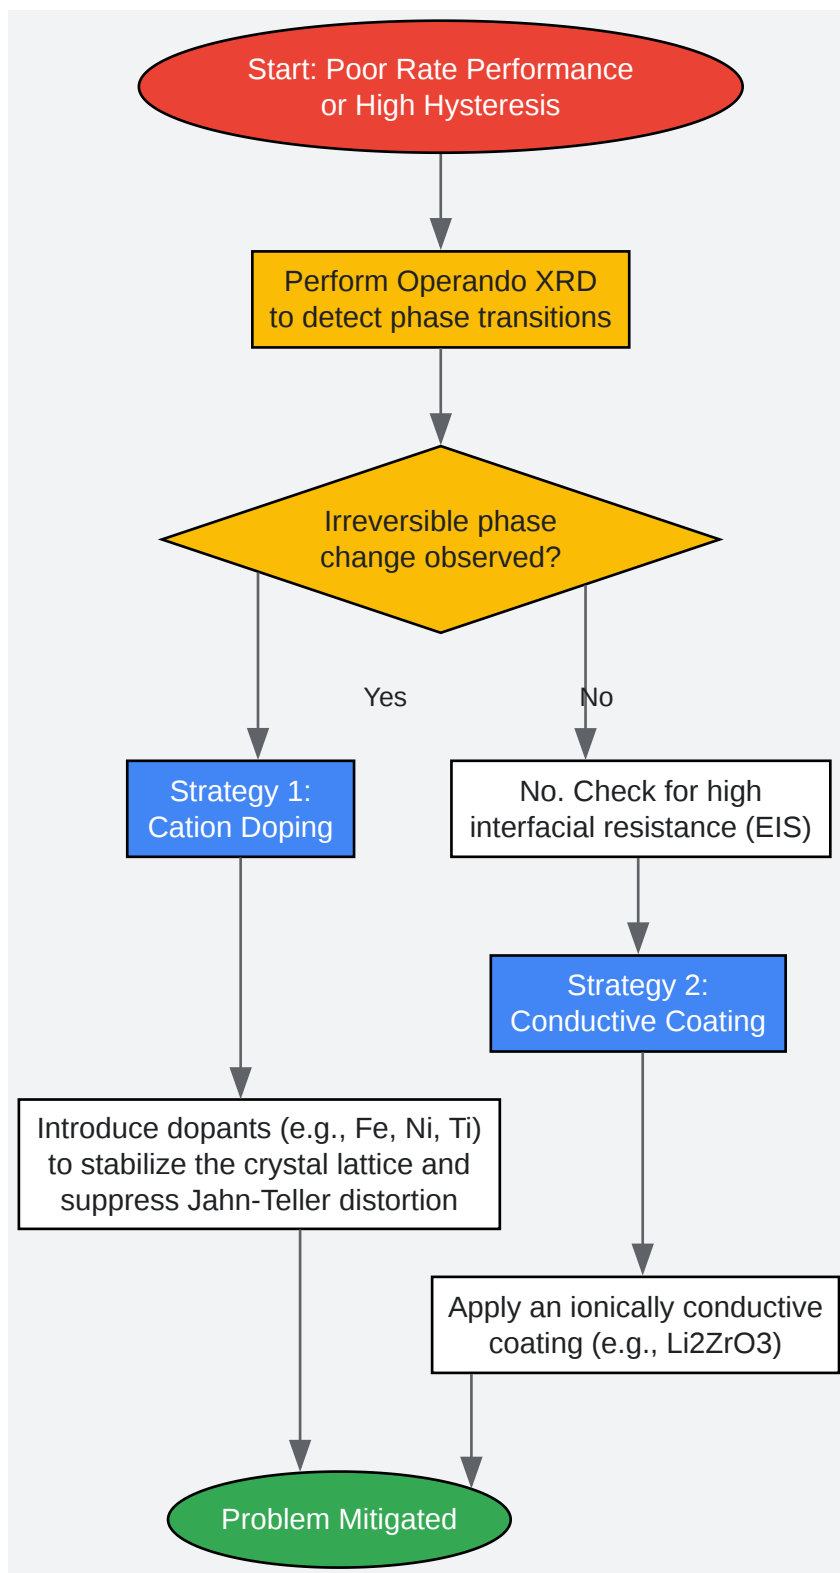 Start: Poor Rate Performance
or High Hysteresis
Perform Operando XRD
to detect phase transitions
Irreversible phase
change observed?
Yes
No
Strategy 1:
Cation Doping
No. Check for high
interfacial resistance (EIS)
Strategy 2:
Conductive Coating
Introduce dopants (e.g., Fe, Ni, Ti)
to stabilize the crystal lattice and
suppress Jahn-Teller distortion
Apply an ionically conductive
coating (e.g., Li2ZrO3)
Problem Mitigated